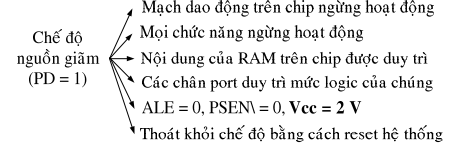 Chế độ
nguồn giãm
(PD = 1)
Mạch dao động trên chip ngừng hoạt động
Mọi chức năng ngừng hoạt động
Nội dung của RAM trên chip được duy trì
Các chân port duy trì mức logic của chúng
ALE = 0, PSEN\ = 0, Vcc = 2 V
Thoát khỏi chế độ bằng cách reset hệ thống